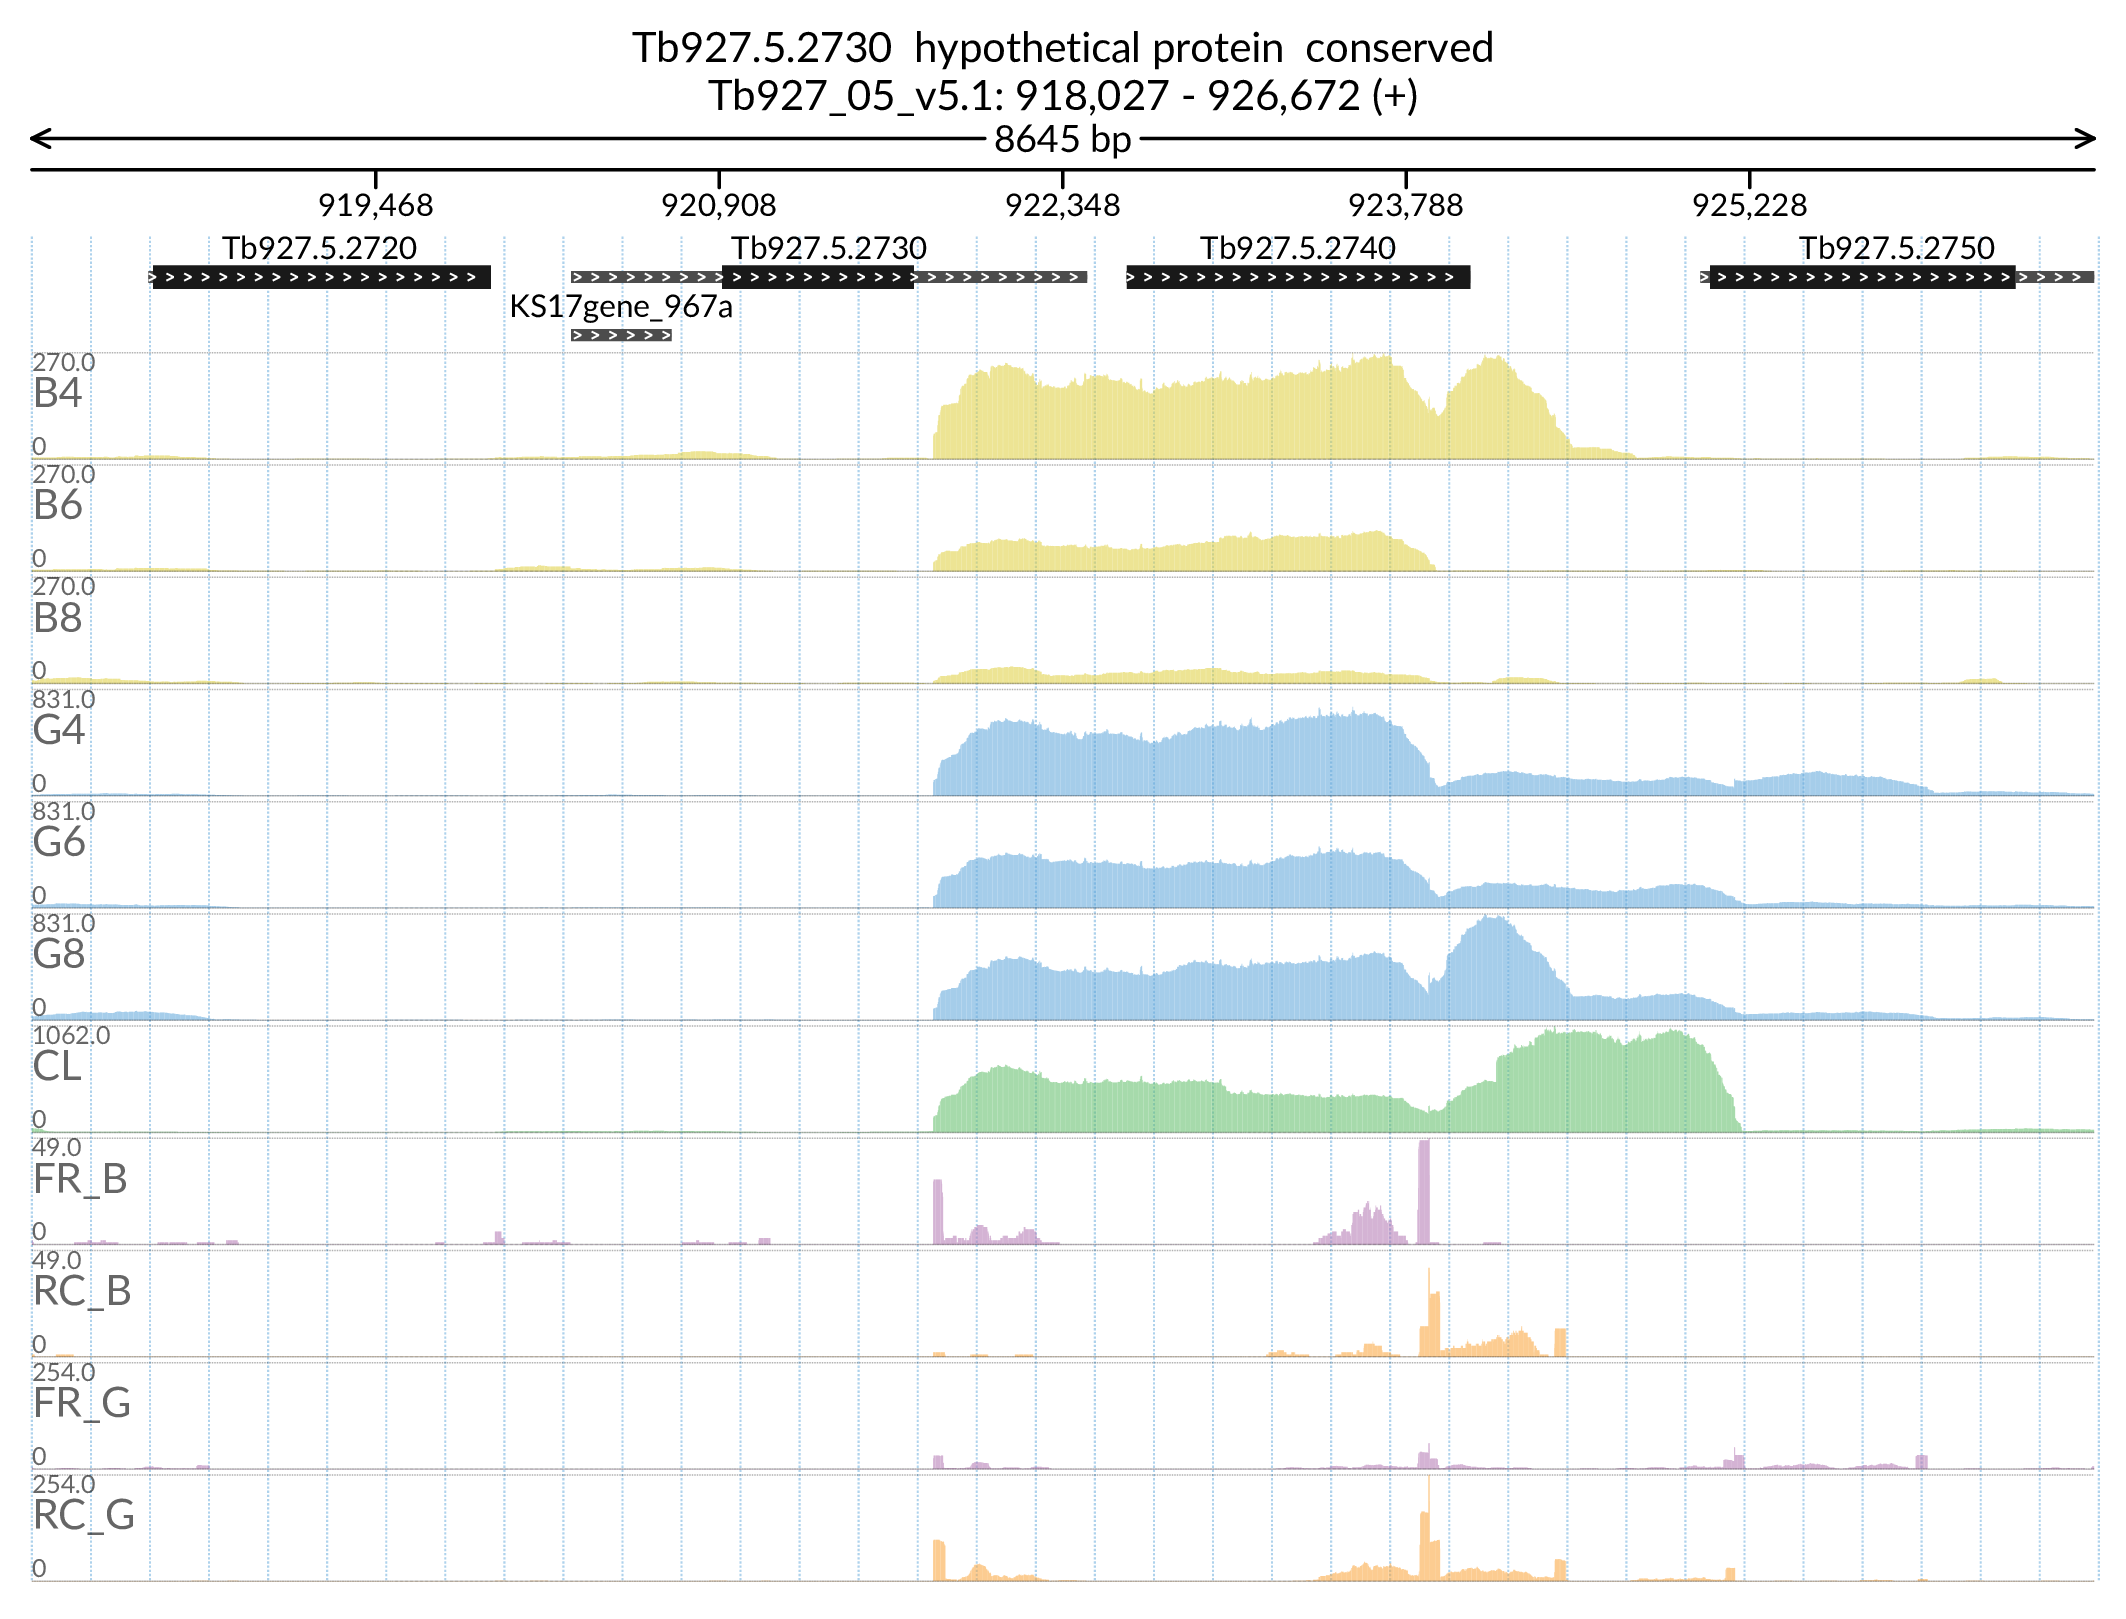 Tb927.5.2730 hypothetical protein conserved
Tb927_05_v5.1: 918,027 - 926,672 (+)
8645 bp
919,468 920,908 922,348 923,788 925,228
Tb927.5.2720 Tb927.5.2730 Tb927.5.2740 Tb927.5.2750
KS17gene_967a
270.0
B4
0
270.0
B6
0
270.0
B8
0
831.0
G4
0
831.0
G6
0
831.0
G8
0
1062.0
CL
0
49.0
FR_B
0
49.0
RC_B
0
254.0
FR_G
0
254.0
RC_G
0